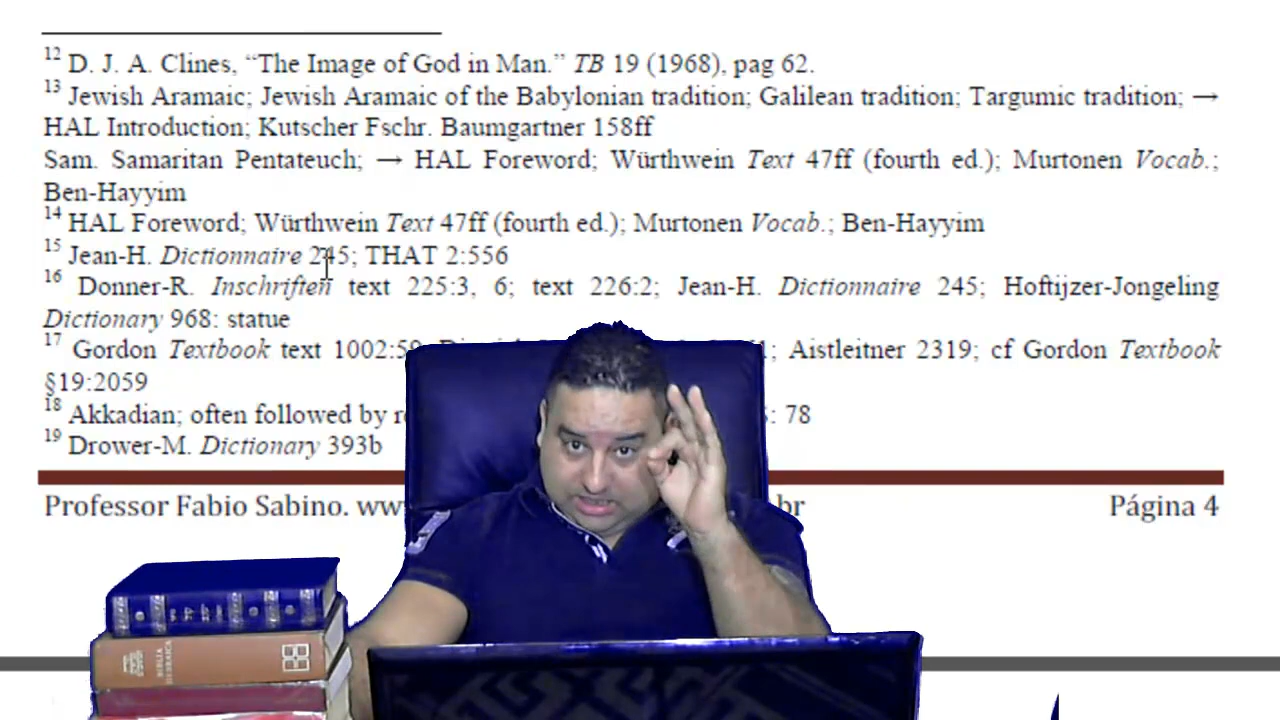 12 D. J. A. Clines, “The Image of God in Man.” TB 19 (1968), pag 62.
13 Jewish Aramaic; Jewish Aramaic of the Babylonian tradition; Galilean tradition; Targumic tradition; →
HAL Introduction; Kutscher Fschr. Baumgartner 158ff
Sam. Samaritan Pentateuch; → HAL Foreword; Würthwein Text 47ff (fourth ed.); Murtonen Vocab.;
Ben-Hayyim
14 HAL Foreword; Würthwein Text 47ff (fourth ed.); Murtonen Vocab.; Ben-Hayyim
15 Jean-H. Dictionnaire 245; THAT 2:556
16 Donner-R. Inschriften text 225:3, 6; text 226:2; Jean-H. Dictionnaire 245; Hoftijzer-Jongeling
Dictionary 968: statue
17 Gordon Textbook text 1002:59; Aistleitner 2319; cf Gordon Textbook
§19:2059
18 Akkadian; often followed by : 78
19 Drower-M. Dictionary 393b
Professor Fabio Sabino. br Página 4
BIBLIA HEBRAICA